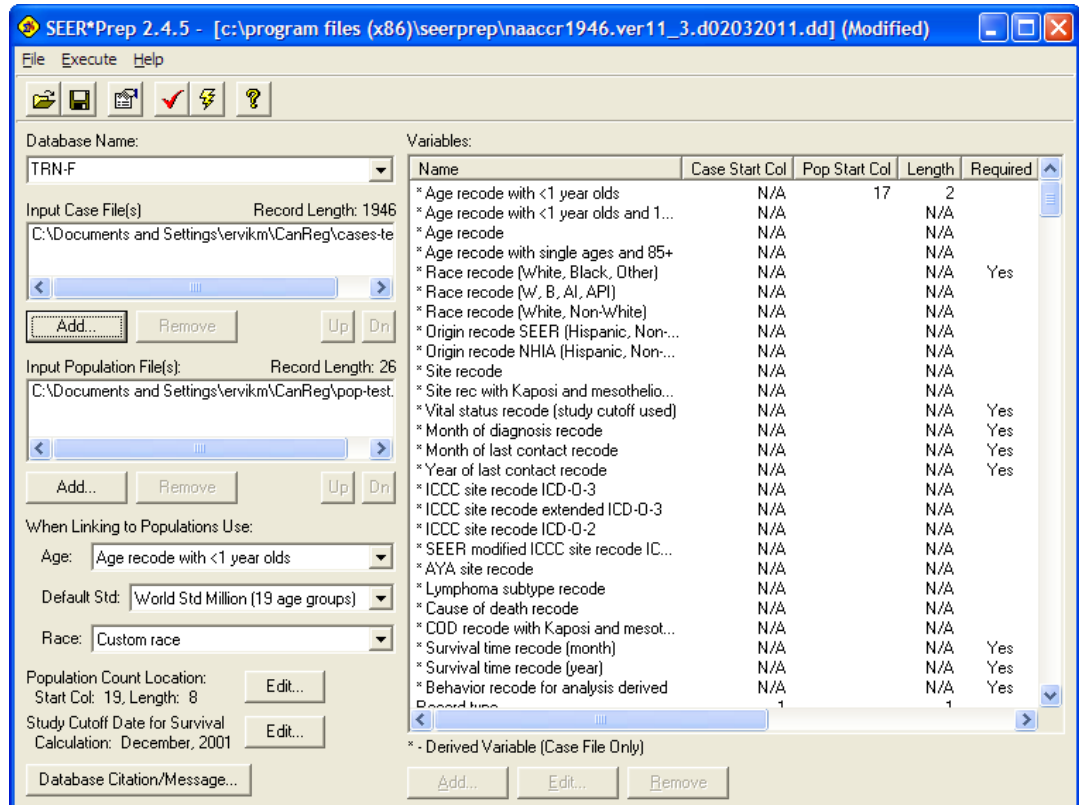 SEER*Prep 2.4.5 - [c:\program files (x86)\seerprep\naaccr1946.ver11_3.d02032011.dd] (Modified)
File Execute Help
Database Name:
TRN-F
Input Case File(s) Record Length: 1946
C:\Documents and Settings\ervikm\CanReg\cases-te
Add... Remove Up Dn
Input Population File(s): Record Length: 26
C:\Documents and Settings\ervikm\CanReg\pop-test.
Add... Remove Up Dn
When Linking to Populations Use:
Age: Age recode with <1 year olds
Default Std: World Std Million (19 age groups)
Race: Custom race
Population Count Location:
Start Col: 19, Length: 8 Edit...
Study Cutoff Date for Survival
Calculation: December, 2001 Edit...
Database Citation/Message...
Variables:
Name Case Start Col Pop Start Col Length Required
* Age recode with <1 year olds N/A 17 2
* Age recode with <1 year olds and 1... N/A N/A
* Age recode N/A N/A
* Age recode with single ages and 85+ N/A N/A
* Race recode (White, Black, Other) N/A N/A Yes
* Race recode (W, B, AI, API) N/A N/A
* Race recode (White, Non-White) N/A N/A
* Origin recode SEER (Hispanic, Non-... N/A N/A
* Origin recode NHIA (Hispanic, Non-... N/A N/A
* Site recode N/A N/A
* Site rec with Kaposi and mesothelio... N/A N/A
* Vital status recode (study cutoff used) N/A N/A Yes
* Month of diagnosis recode N/A N/A Yes
* Month of last contact recode N/A N/A Yes
* Year of last contact recode N/A N/A Yes
* ICCC site recode ICD-O-3 N/A N/A
* ICCC site recode extended ICD-O-3 N/A N/A
* ICCC site recode ICD-O-2 N/A N/A
* SEER modified ICCC site recode IC... N/A N/A
* AYA site recode N/A N/A
* Lymphoma subtype recode N/A N/A
* Cause of death recode N/A N/A
* COD recode with Kaposi and mesot... N/A N/A
* Survival time recode (month) N/A N/A Yes
* Survival time recode (year) N/A N/A Yes
* Behavior recode for analysis derived N/A N/A Yes
Record type 1 1
* - Derived Variable (Case File Only)
Add... Edit... Remove